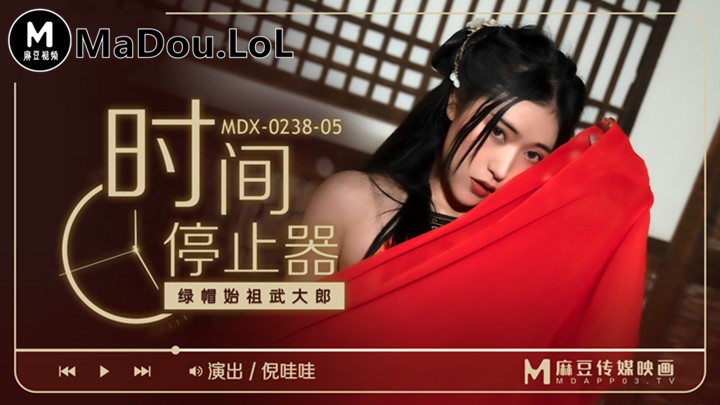 M
麻豆视频
MaDou.LoL
MDX-0238-05
时间
停止器
绿帽始祖武大郎
演出 / 倪哇哇
M 麻豆传媒映画
MDAPP03.TV